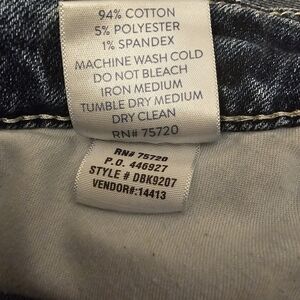 94% COTTON
5% POLYESTER
1% SPANDEX
MACHINE WASH COLD
DO NOT BLEACH
IRON MEDIUM
TUMBLE DRY MEDIUM
DRY CLEAN
RN# 75720
RN# 75720
P.O. 446927
STYLE # DBK9207
VENDOR#:14413